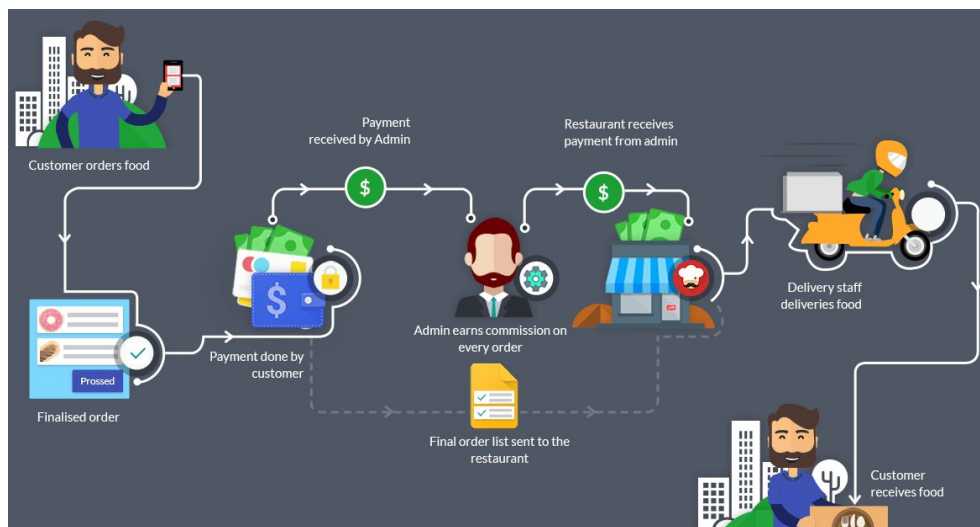 Customer orders food
Finalised order
Prossed
Payment done by
customer
Payment
received by Admin
$
$
Admin earns commission on
every order
Final order list sent to the
restaurant
Restaurant receives
payment from admin
$
Delivery staff
deliveries food
Customer
receives food